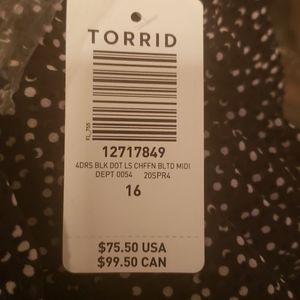 TORRID
12717849
4DRS BLK DOT LS CHFFN BLTD MIDI
DEPT 0054 20SPR4
16
$75.50 USA
$99.50 CAN